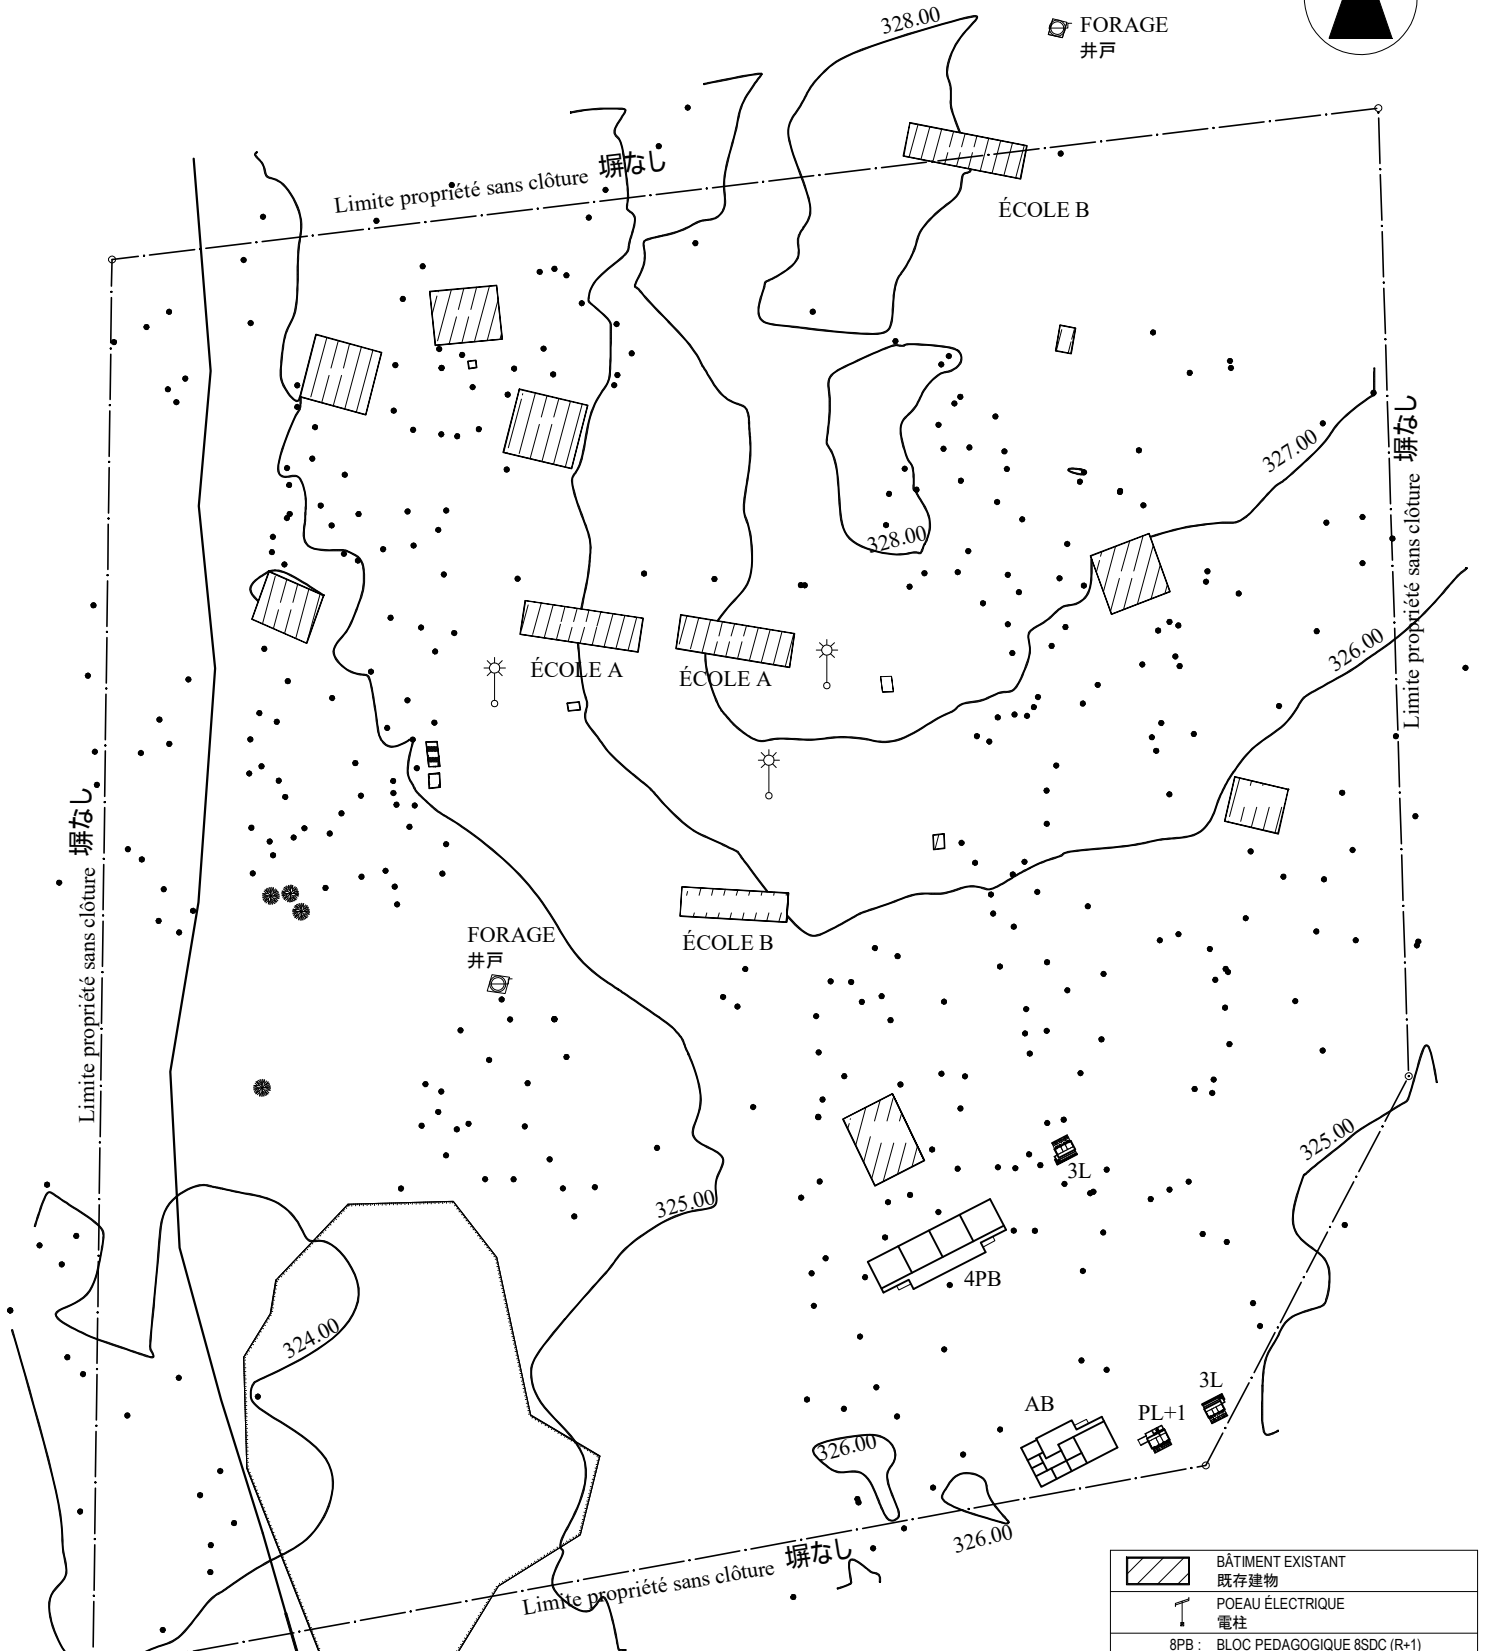 328.00
FORAGE
井戸
Limite propriété sans clôture 塀なし
ÉCOLE B
327.00
Limite propriété sans clôture 塀なし
328.00
326.00
ÉCOLE A
ÉCOLE A
Limite propriété sans clôture 塀なし
FORAGE
井戸
ÉCOLE B
325.00
3L
325.00
4PB
324.00
3L
AB
PL+1
326.00
326.00
Limite propriété sans clôture 塀なし
BÂTIMENT EXISTANT
既存建物
POEAU ÉLECTRIQUE
電柱
8PB : BLOC PEDAGOGIQUE 8SDC (R+1)